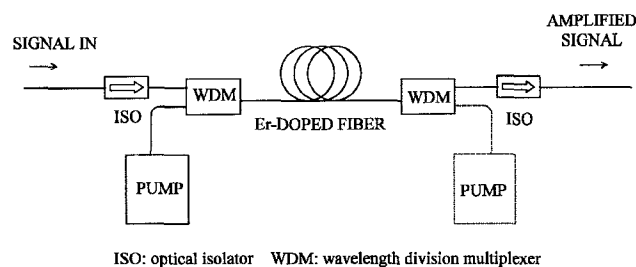 SIGNAL IN
AMPLIFIED
SIGNAL
WDM
WDM
ISO
Er-DOPED FIBER
ISO
PUMP
PUMP
ISO: optical isolator WDM: wavelength division multiplexer